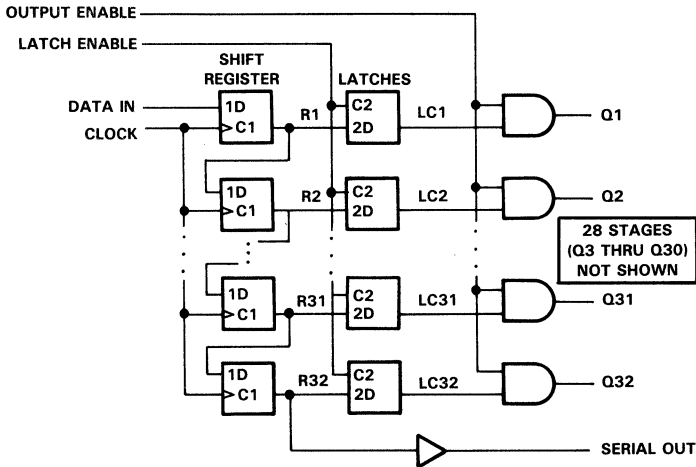 OUTPUT ENABLE
LATCH ENABLE
SHIFT
REGISTER
LATCHES
DATA IN
CLOCK
1D
C1
R1
C2
2D
LC1
Q1
1D
C1
R2
C2
2D
LC2
Q2
28 STAGES
(Q3 THRU Q30)
NOT SHOWN
1D
C1
R31
C2
2D
LC31
Q31
1D
C1
R32
C2
2D
LC32
Q32
SERIAL OUT